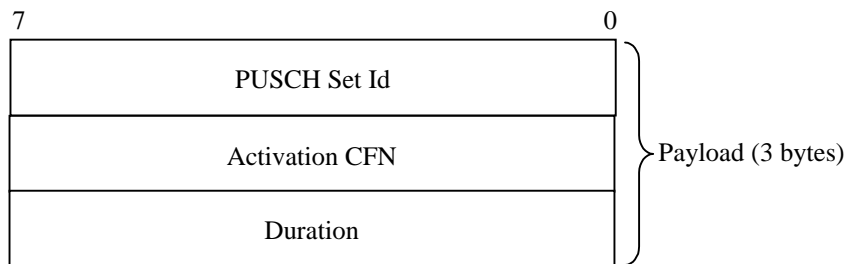 7 0
PUSCH Set Id
Activation CFN
Payload (3 bytes)
Duration